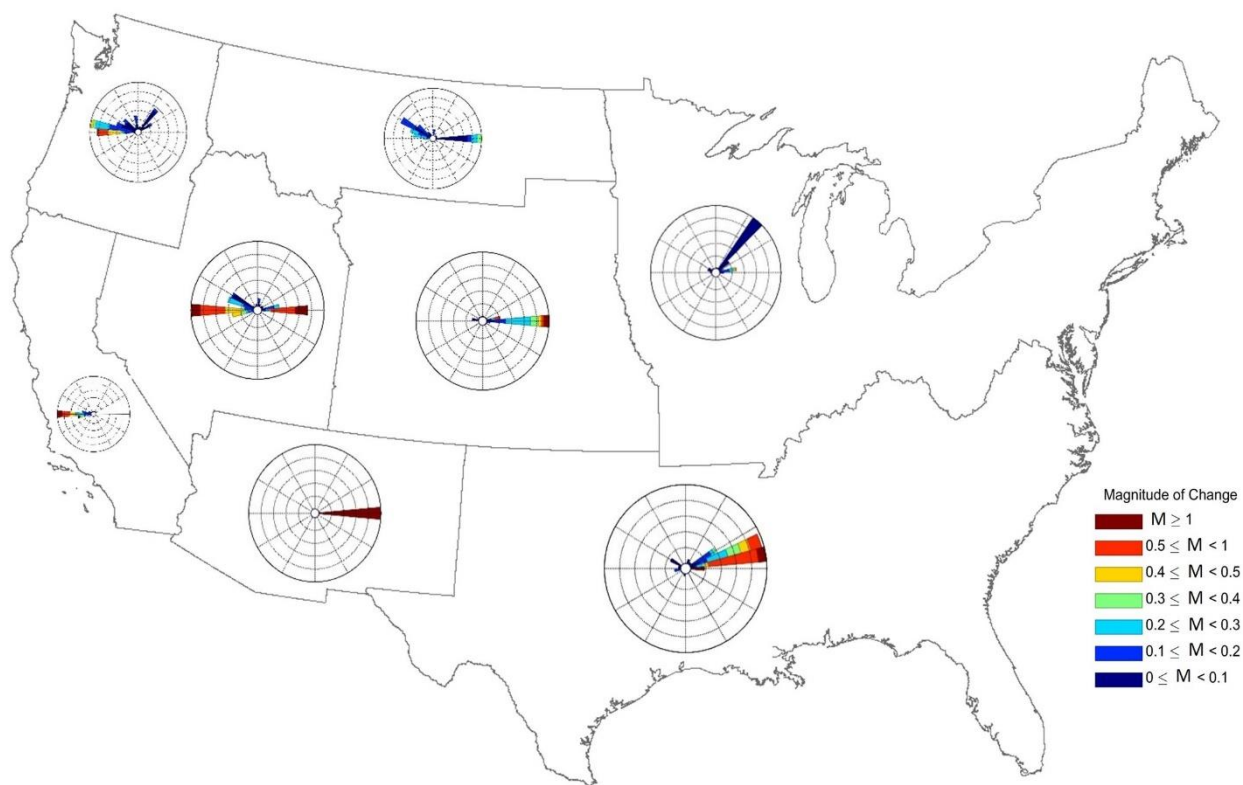 Magnitude of Change
M ≥ 1
0.5 ≤ M < 1
0.4 ≤ M < 0.5
0.3 ≤ M < 0.4
0.2 ≤ M < 0.3
0.1 ≤ M < 0.2
0 ≤ M < 0.1